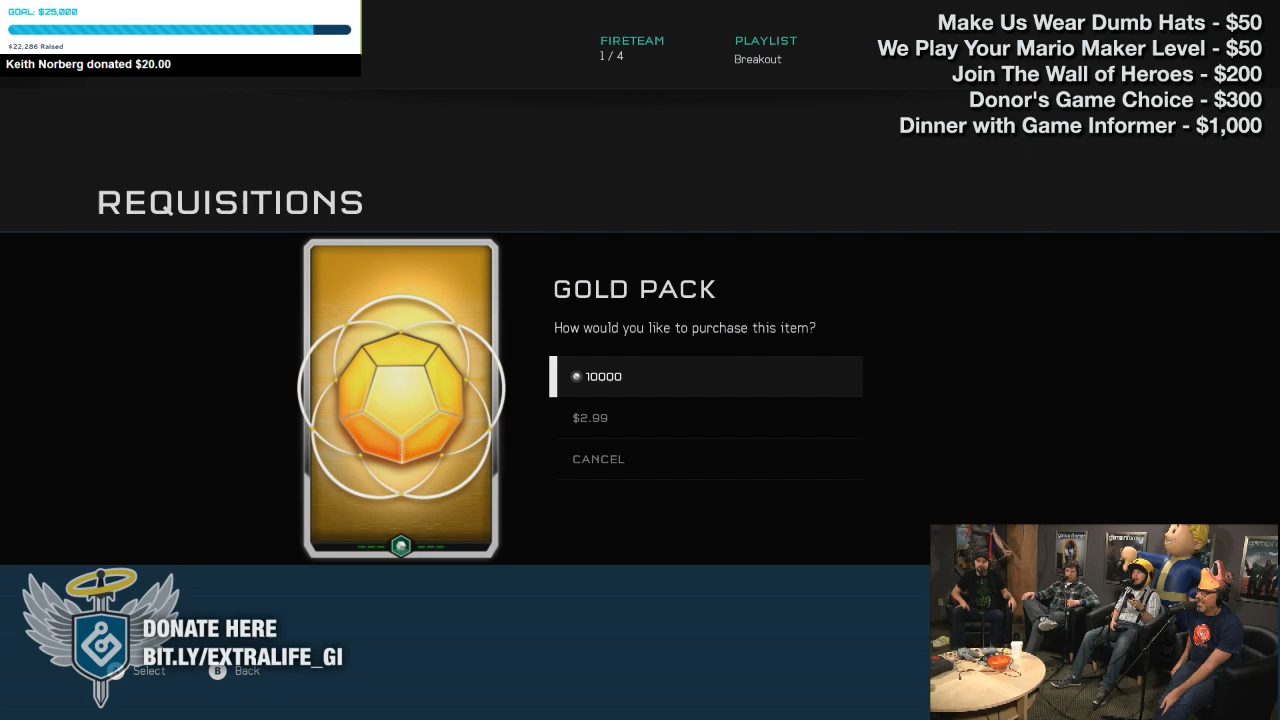 GOAL: $25,000
$22,286 Raised
Keith Norberg donated $20.00
FIRETEAM
1 / 4
PLAYLIST
Breakout
Make Us Wear Dumb Hats - $50
We Play Your Mario Maker Level - $50
Join The Wall of Heroes - $200
Donor's Game Choice - $300
Dinner with Game Informer - $1,000
REQUISITIONS
GOLD PACK
How would you like to purchase this item?
10000
$2.99
CANCEL
DONATE HERE
BIT.LY/EXTRALIFE_GI
Select
B Back